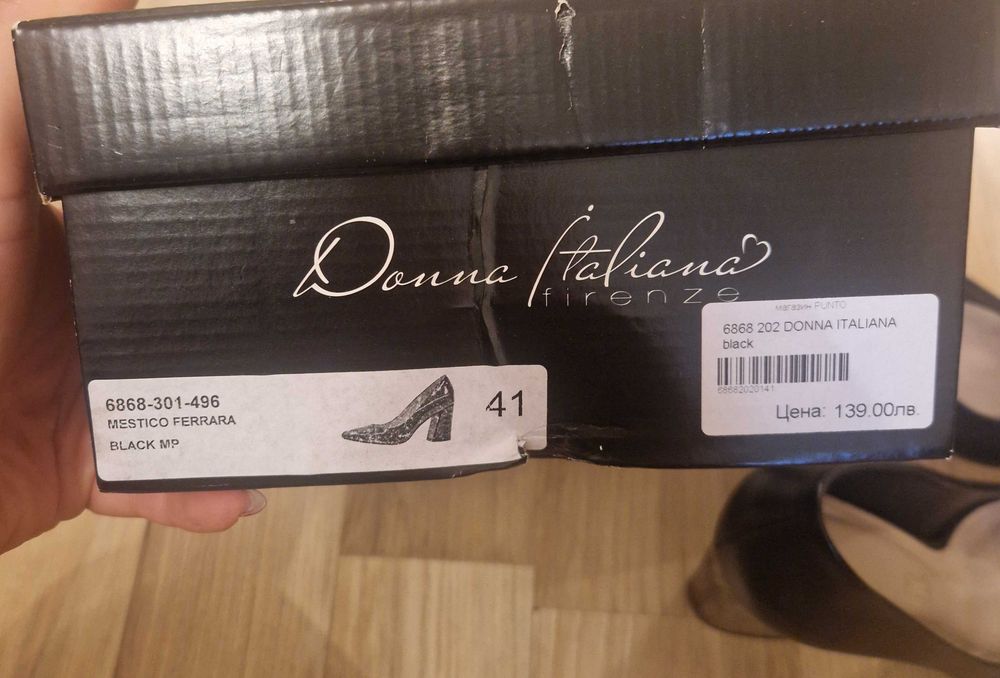 Donna Italiana
firenze
магазин PUNTO
6868 202 DONNA ITALIANA
black
68682020141
Цена: 139.00лв.
6868-301-496
MESTICO FERRARA
BLACK MP
41